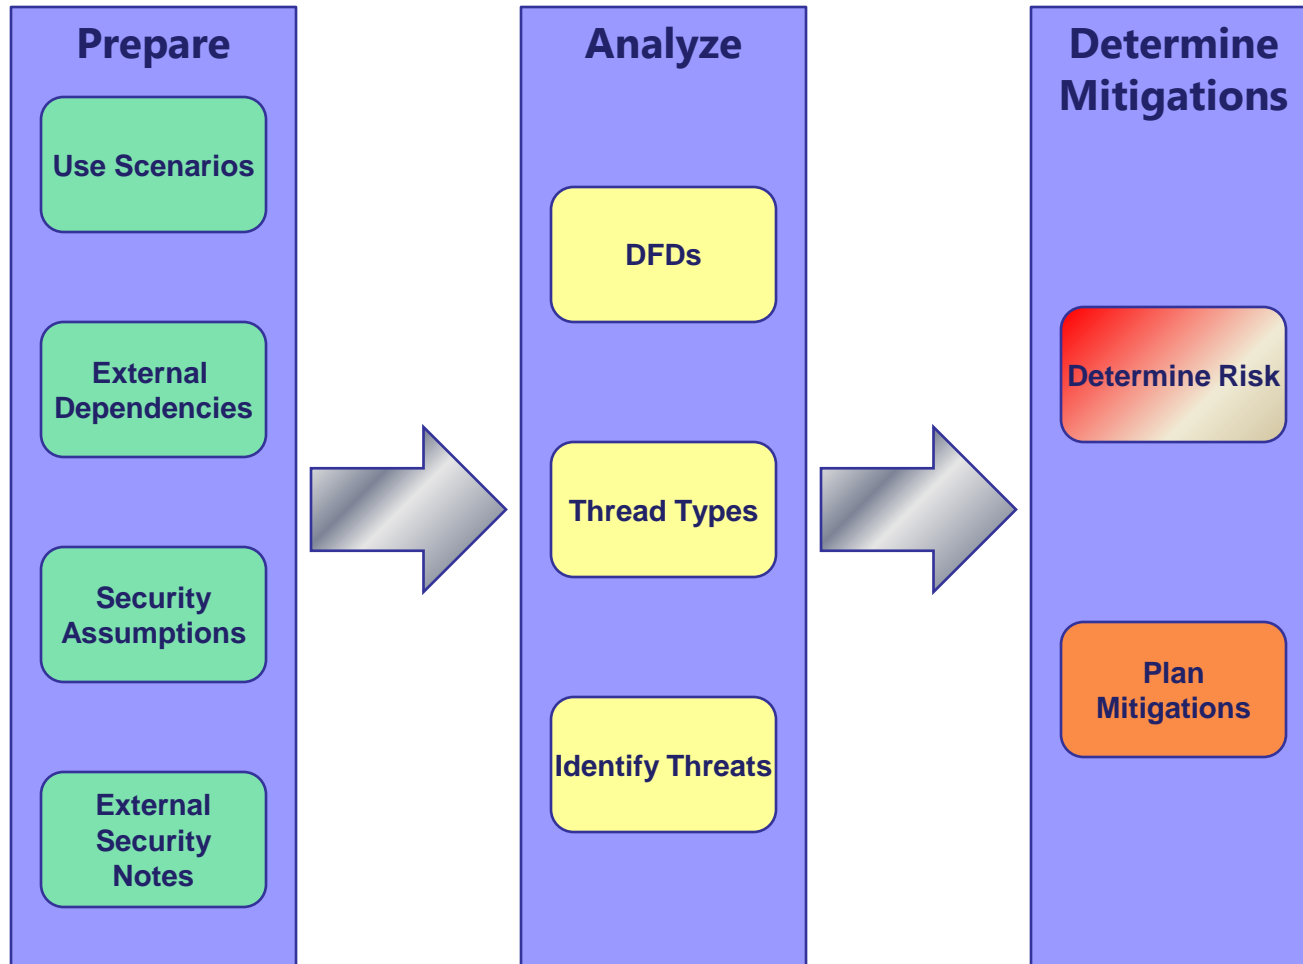 Prepare
Use Scenarios
External
Dependencies
Security
Assumptions
External
Security
Notes
Analyze
DFDs
Thread Types
Identify Threats
Determine
Mitigations
Determine Risk
Plan
Mitigations